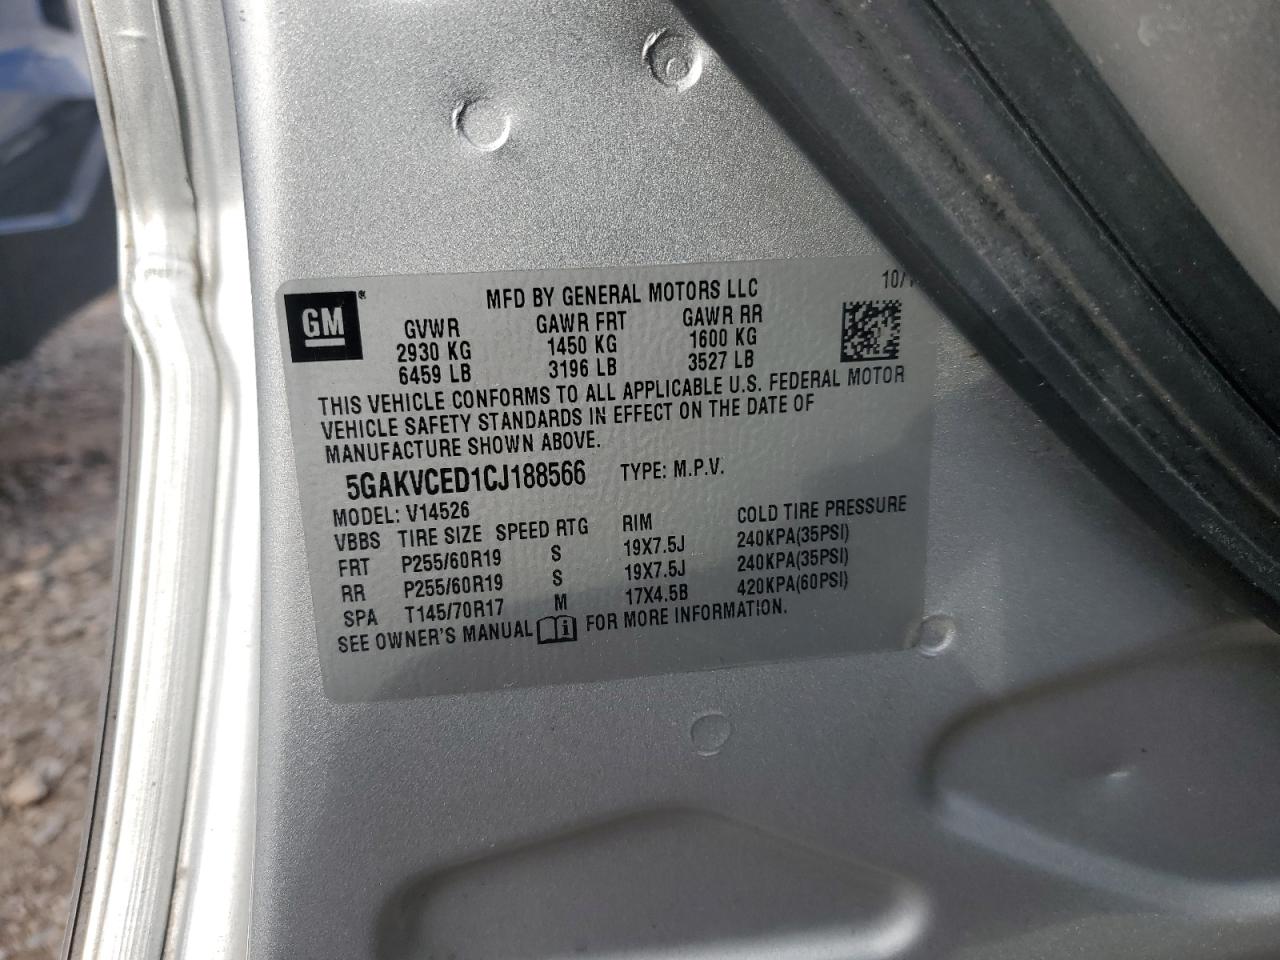 MFD BY GENERAL MOTORS LLC 10/
GM®
GVWR GAWR FRT GAWR RR
2930 KG 1450 KG 1600 KG
6459 LB 3196 LB 3527 LB
THIS VEHICLE CONFORMS TO ALL APPLICABLE U.S. FEDERAL MOTOR
VEHICLE SAFETY STANDARDS IN EFFECT ON THE DATE OF
MANUFACTURE SHOWN ABOVE.
5GAKVCED1CJ188566 TYPE: M.P.V.
MODEL: V14526
VBBS TIRE SIZE SPEED RTG RIM COLD TIRE PRESSURE
FRT P255/60R19 S 19X7.5J 240KPA(35PSI)
RR P255/60R19 S 19X7.5J 240KPA(35PSI)
SPA T145/70R17 M 17X4.5B 420KPA(60PSI)
SEE OWNER'S MANUAL i FOR MORE INFORMATION.